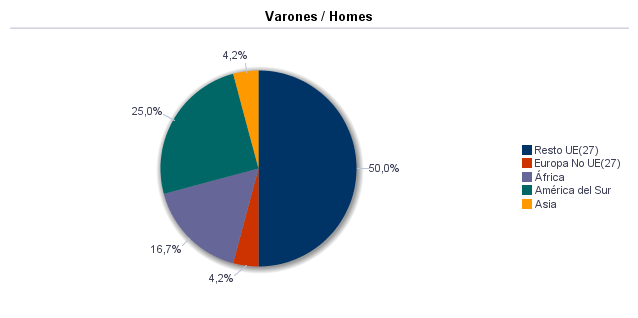 Varones / Homes
4,2%
25,0%
50,0%
16,7%
4,2%
Resto UE(27)
Europa No UE(27)
África
América del Sur
Asia